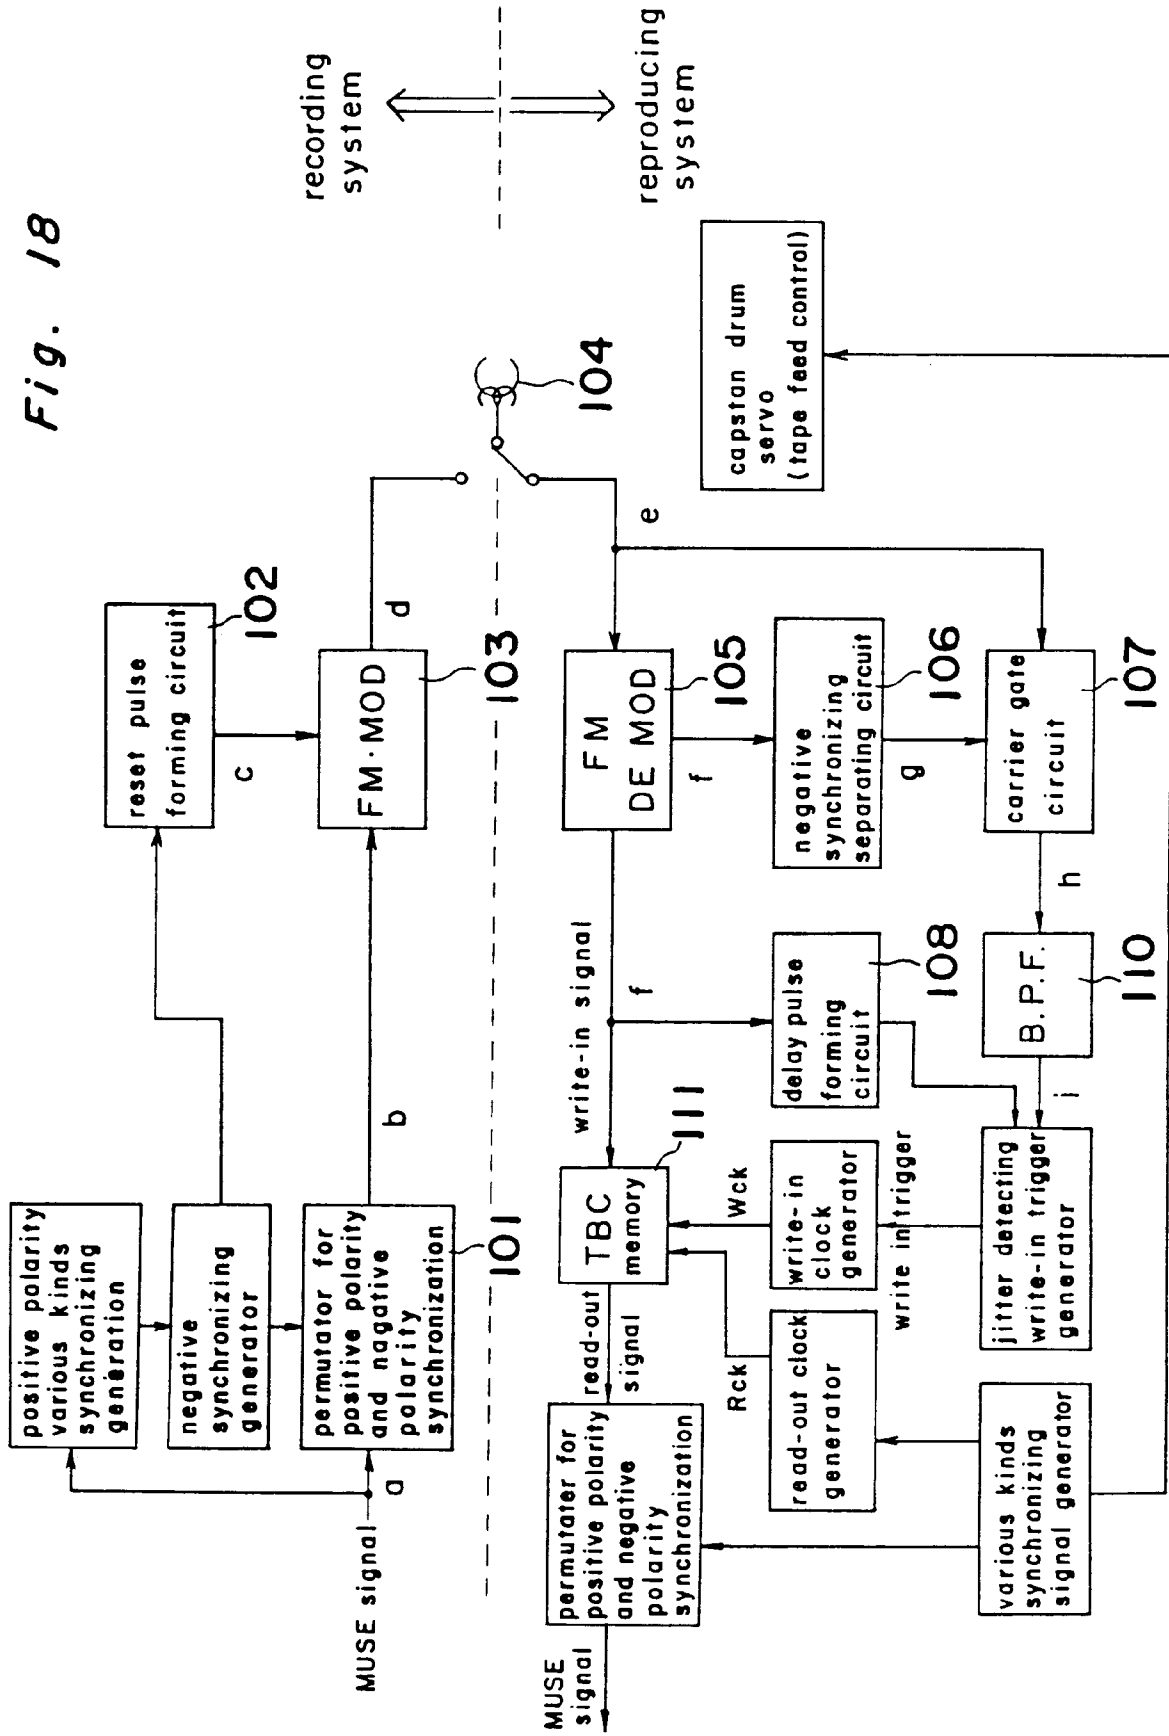 Fig. 18
recording
system
reproducing
system
positive polarity
various kinds
synchronizing
generation
negative
synchronizing
generator
permutator for
positive polarity
and nagative
polarity
synchronization
101
MUSE signal
a
b
reset pulse
forming circuit
102
c
FM·MOD
103
d
104
e
FM
DE MOD
105
f
negative
synchronizing
separating circuit
106
g
carrier gate
circuit
107
h
B.P.F.
110
i
write-in signal
f
delay pulse
forming
circuit
108
TBC
memory
111
Wck
write-in
clock
generator
write in trigger
jitter detecting
write-in trigger
generator
read-out
signal
Rck
read-out clock
generator
permutater for
positive polarity
and negative
polarity
synchronization
various kinds
synchronizing
signal generator
MUSE
signal
capstan drum
servo
(tape feed control)